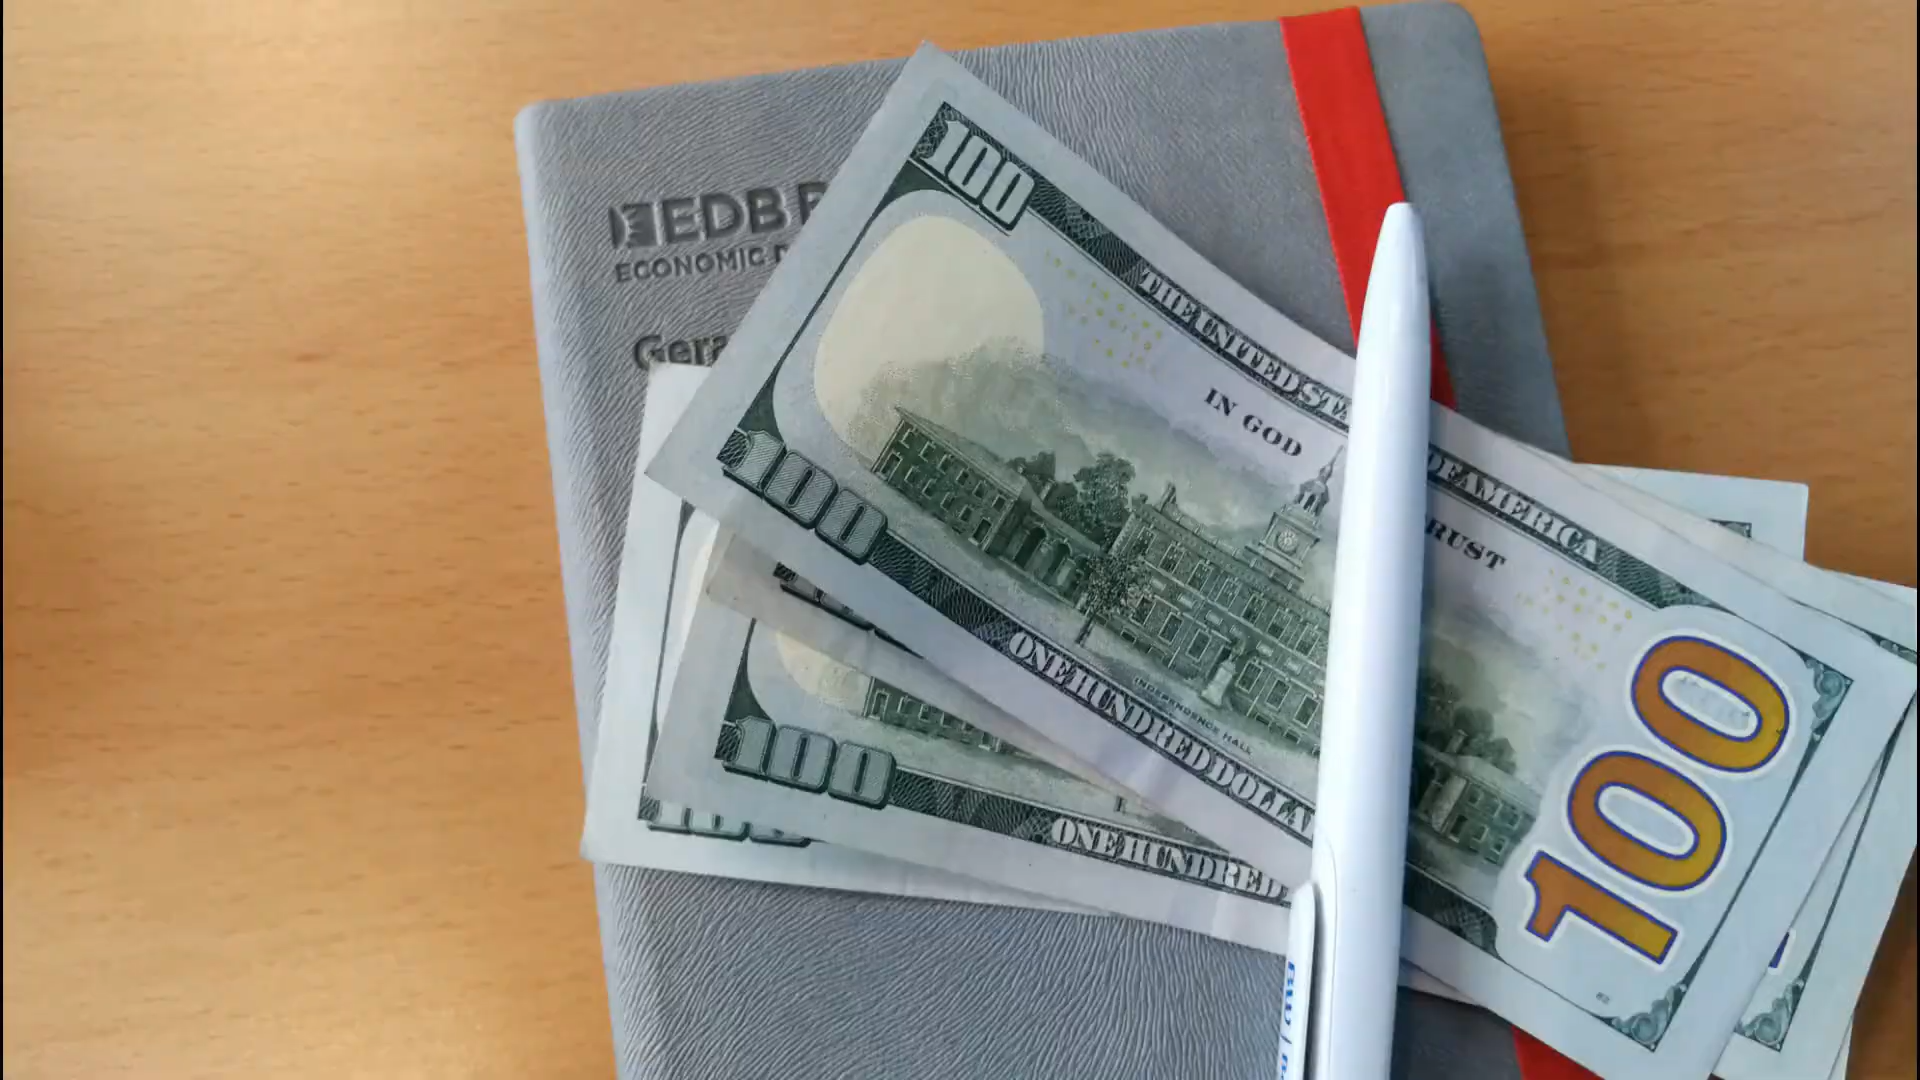 EDB
ECONOMIC
100
THE UNITED STA
OF AMERICA
IN GOD
RUST
100
INDEPENDENCE HALL
ONE HUNDRED DOLLA
100
100
ONE HUNDRED
100